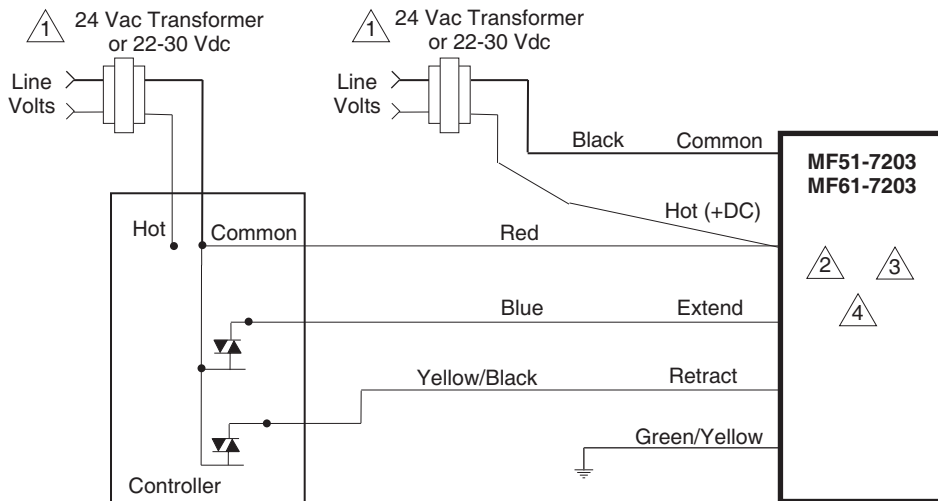 1
24 Vac Transformer
or 22-30 Vdc
Line
Volts
1
24 Vac Transformer
or 22-30 Vdc
Line
Volts
Black
Common
MF51-7203
MF61-7203
Hot (+DC)
Hot
Common
Red
2
3
4
Blue
Extend
Yellow/Black
Retract
Green/Yellow
Controller